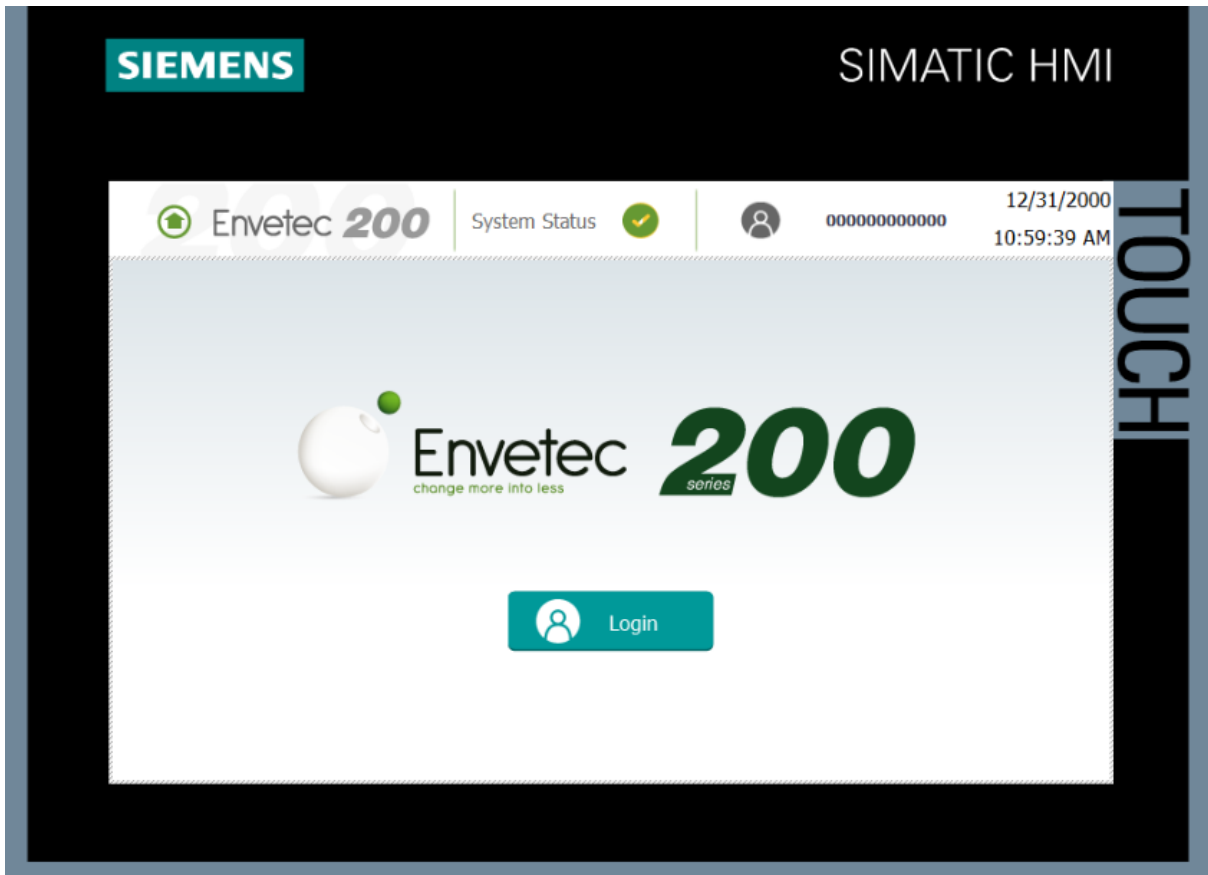 SIEMENS
SIMATIC HMI
200
Envetec 200
System Status
000000000000
12/31/2000
10:59:39 AM
TOUCH
Envetec 200
series
change more into less
Login